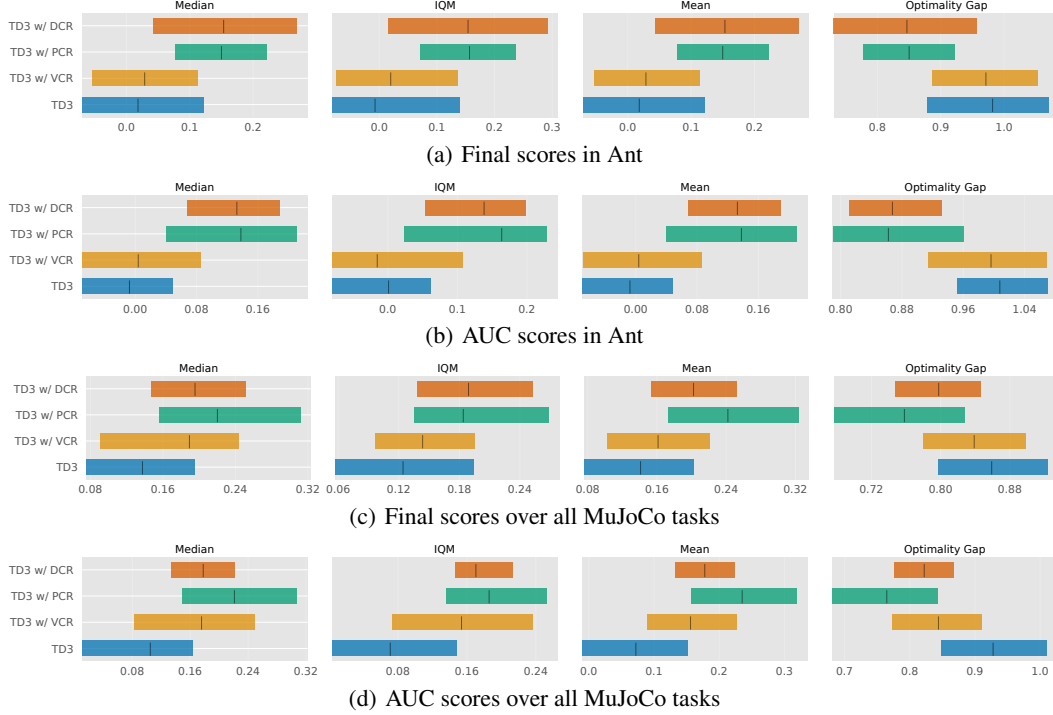 Median IQM Mean Optimality Gap
TD3 w/ DCR
TD3 w/ PCR
TD3 w/ VCR
TD3
0.0 0.1 0.2 0.0 0.1 0.2 0.3 0.0 0.1 0.2 0.8 0.9 1.0
(a) Final scores in Ant
Median IQM Mean Optimality Gap
TD3 w/ DCR
TD3 w/ PCR
TD3 w/ VCR
TD3
0.00 0.08 0.16 0.0 0.1 0.2 0.00 0.08 0.16 0.80 0.88 0.96 1.04
(b) AUC scores in Ant
Median IQM Mean Optimality Gap
TD3 w/ DCR
TD3 w/ PCR
TD3 w/ VCR
TD3
0.08 0.16 0.24 0.32 0.06 0.12 0.18 0.24 0.08 0.16 0.24 0.32 0.72 0.80 0.88
(c) Final scores over all MuJoCo tasks
Median IQM Mean Optimality Gap
TD3 w/ DCR
TD3 w/ PCR
TD3 w/ VCR
TD3
0.08 0.16 0.24 0.32 0.08 0.16 0.24 0.0 0.1 0.2 0.3 0.7 0.8 0.9 1.0
(d) AUC scores over all MuJoCo tasks